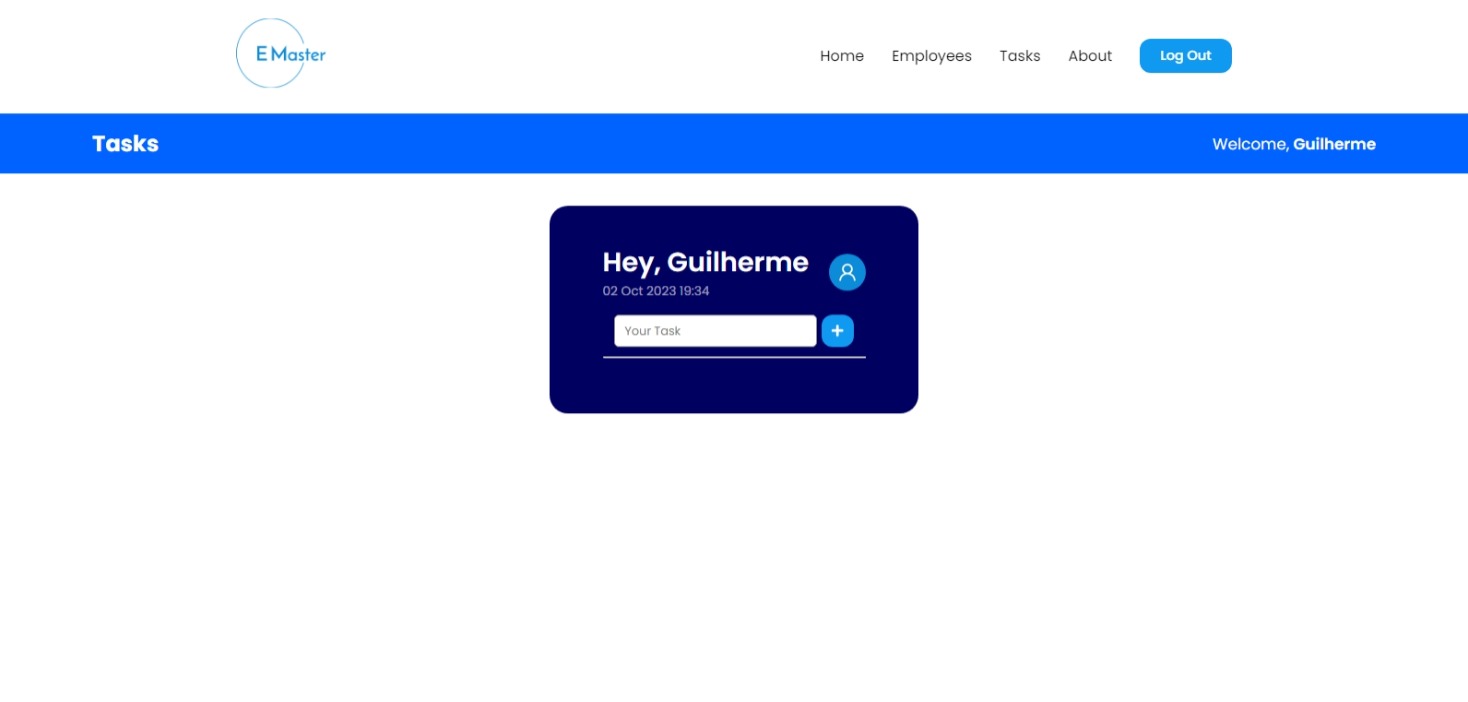 E Master
Home Employees Tasks About Log Out
Tasks
Welcome, Guilherme
Hey, Guilherme
02 Oct 2023 19:34
Your Task
+